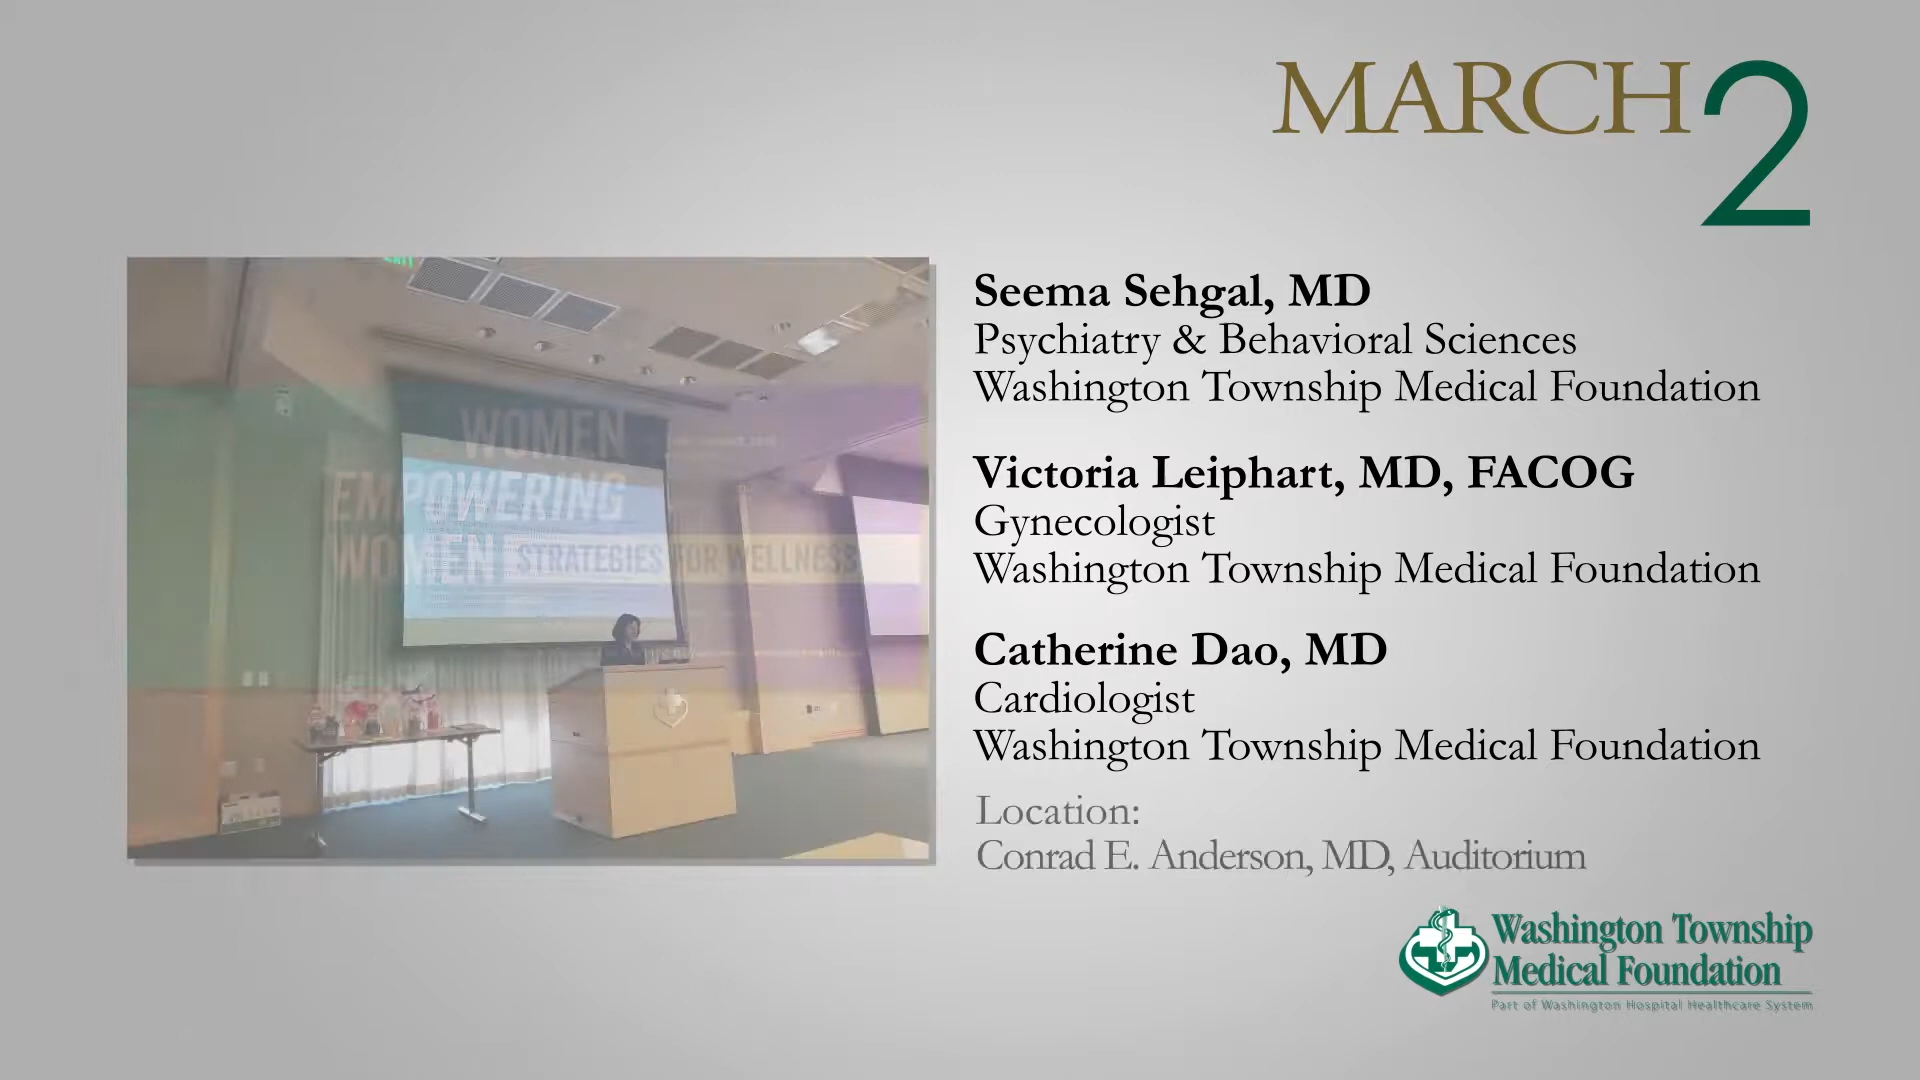 MARCH 2
Seema Sehgal, MD
Psychiatry & Behavioral Sciences
Washington Township Medical Foundation
Victoria Leiphart, MD, FACOG
Gynecologist
Washington Township Medical Foundation
Catherine Dao, MD
Cardiologist
Washington Township Medical Foundation
Location:
Conrad E. Anderson, MD, Auditorium
WOMEN
EMPOWERING
WOMEN STRATEGIES FOR WELLNESS
Washington Township
Medical Foundation
Part of Washington Hospital Healthcare System